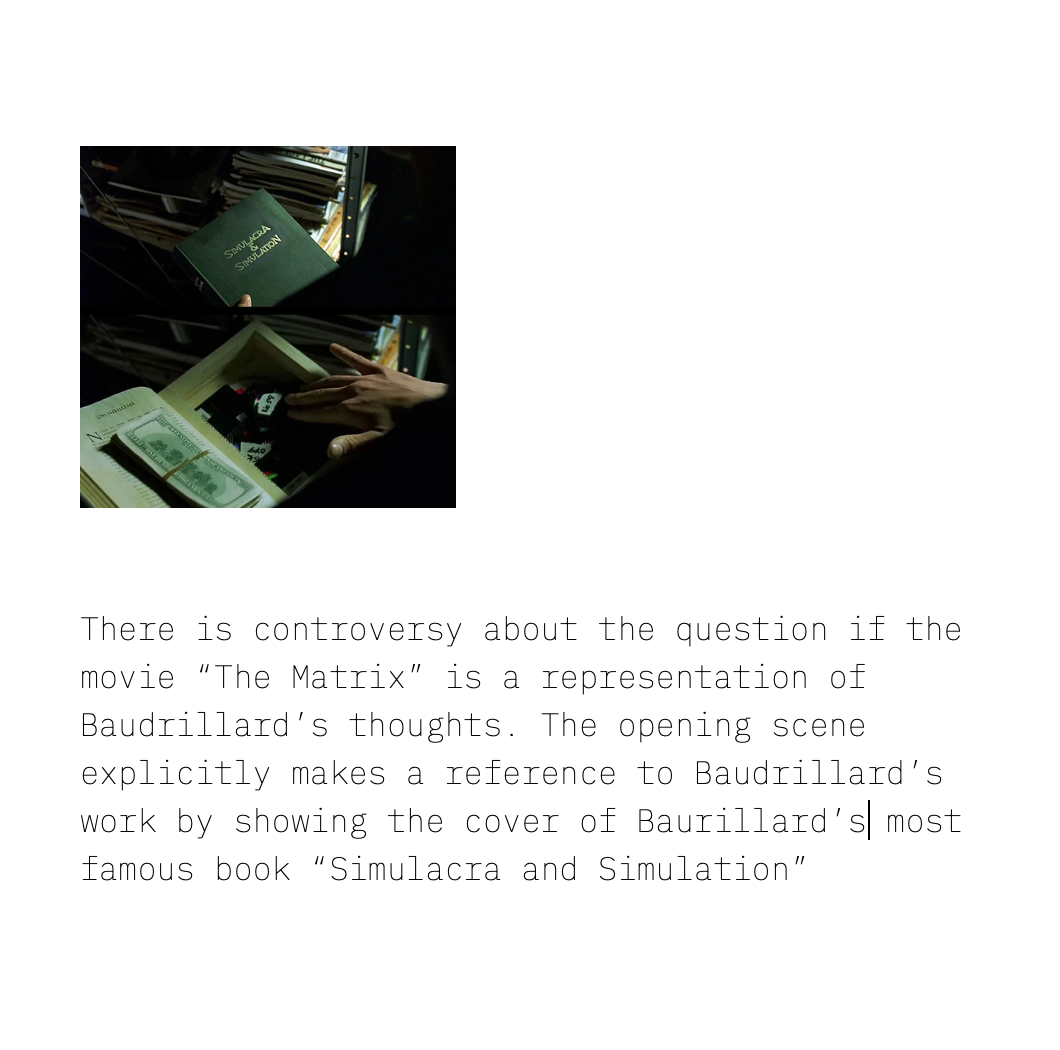 SIMULACRA
&
SIMULATION
ON NIHILISM
N
There is controversy about the question if the
movie “The Matrix” is a representation of
Baudrillard’s thoughts. The opening scene
explicitly makes a reference to Baudrillard’s
work by showing the cover of Baurillard’s most
famous book “Simulacra and Simulation”